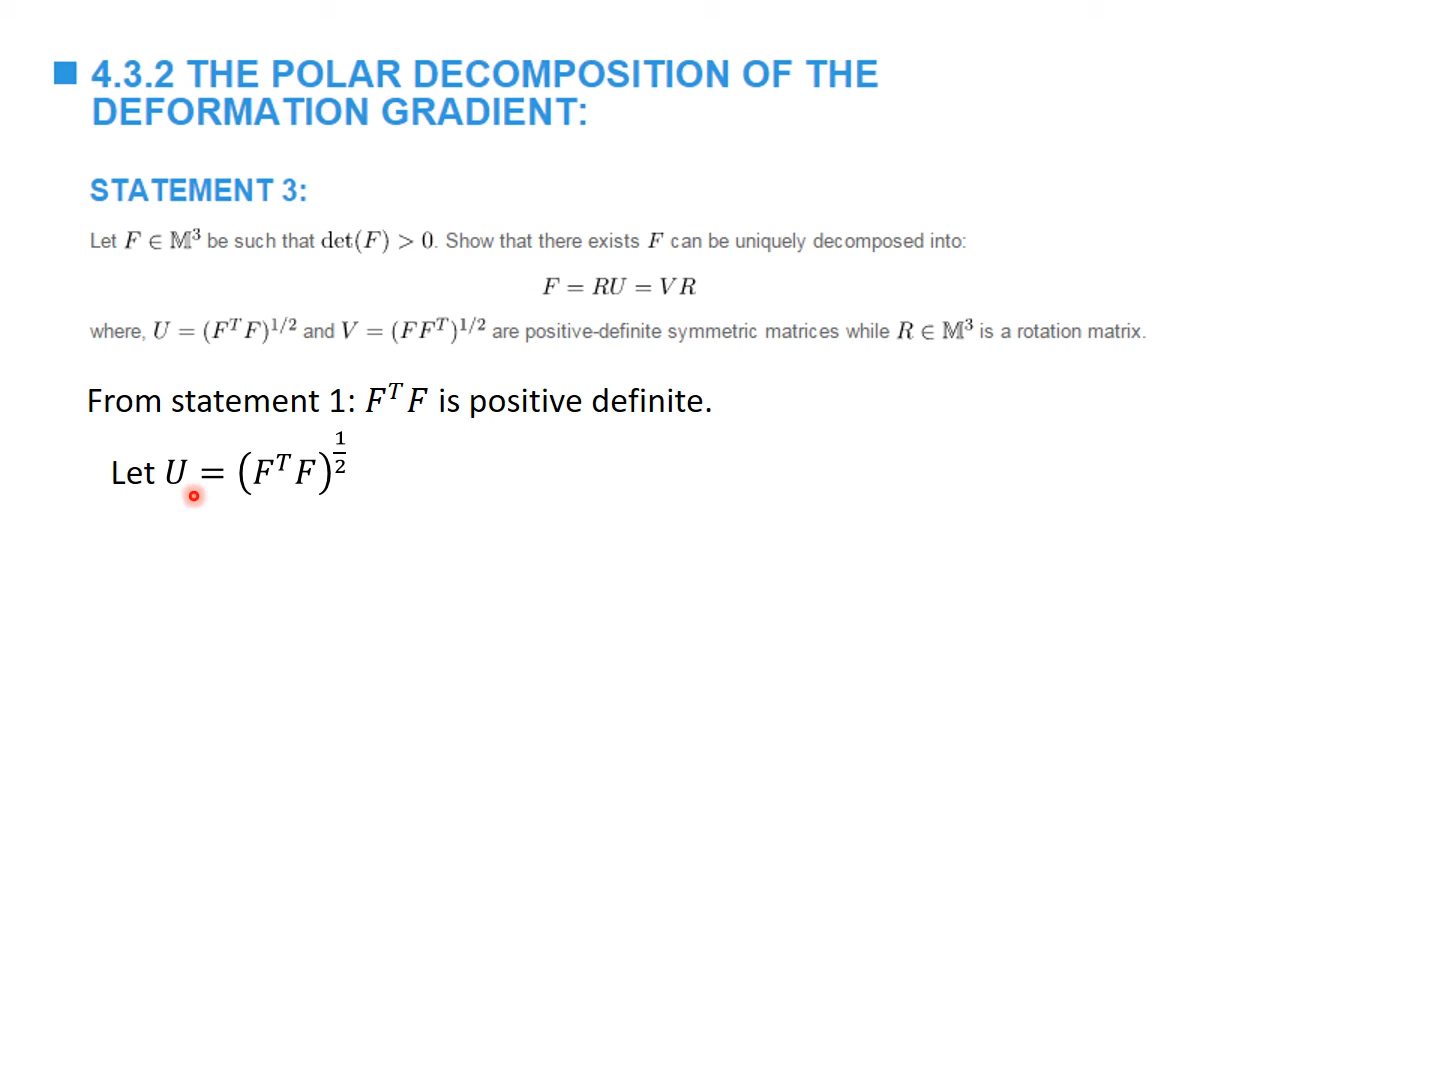 4.3.2 THE POLAR DECOMPOSITION OF THE
DEFORMATION GRADIENT:
STATEMENT 3:
Let F ∈ 𝕄³ be such that det(F) > 0. Show that there exists F can be uniquely decomposed into:
F = RU = VR
where, U = (FᵀF)^{1/2} and V = (FFᵀ)^{1/2} are positive-definite symmetric matrices while R ∈ 𝕄³ is a rotation matrix.
From statement 1: FᵀF is positive definite.
Let U = (FᵀF)^{1/2}